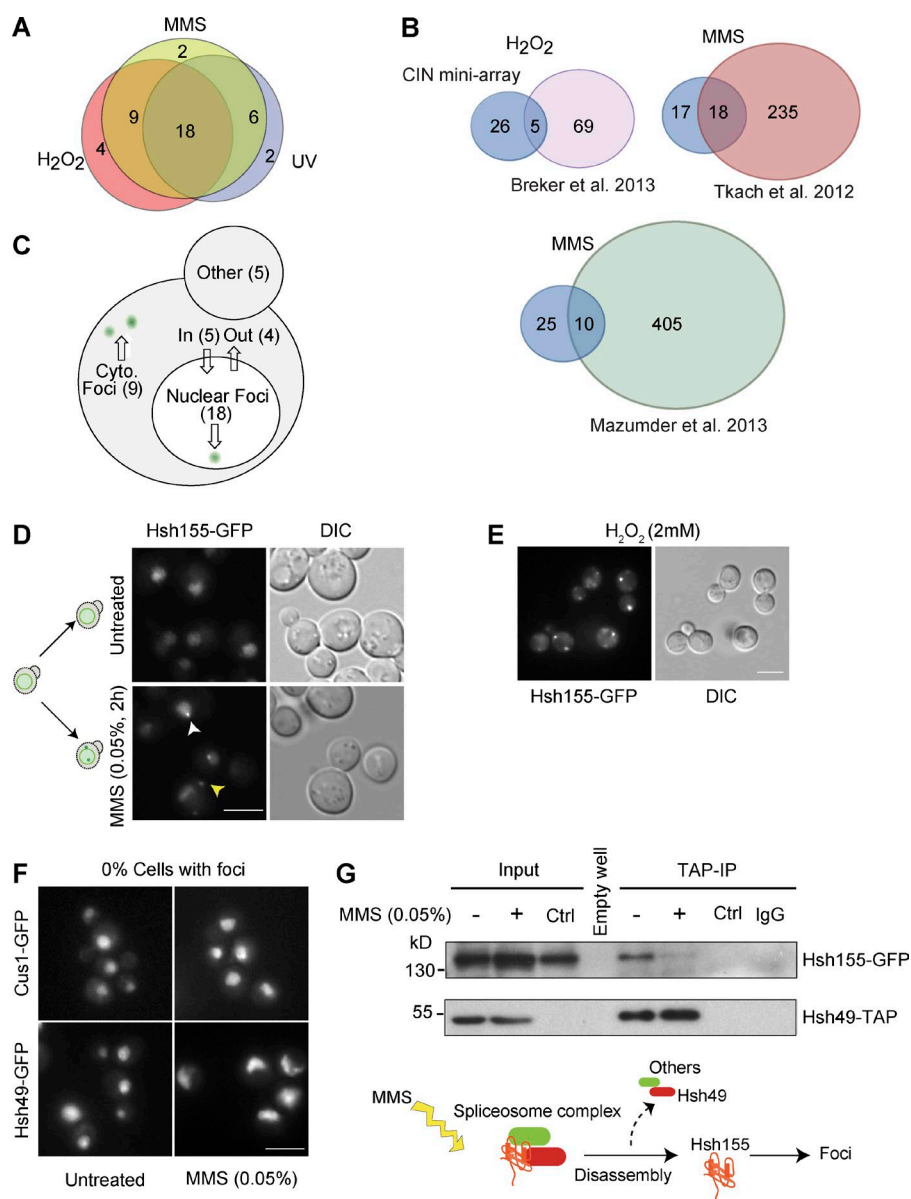 A
MMS
2
9
6
18
4
2
H2O2
UV
B
H2O2
CIN mini-array
26
5
69
Breker et al. 2013
MMS
17
18
235
Tkach et al. 2012
MMS
25
10
405
Mazumder et al. 2013
C
Other (5)
In (5) Out (4)
Cyto.
Foci (9)
Nuclear Foci
(18)
D
Hsh155-GFP
DIC
Untreated
MMS (0.05%, 2h)
E
H2O2 (2mM)
Hsh155-GFP
DIC
F
0% Cells with foci
Cus1-GFP
Hsh49-GFP
Untreated
MMS (0.05%)
G
Input
Empty well
TAP-IP
MMS (0.05%)
- + Ctrl
- + Ctrl IgG
kD
130
Hsh155-GFP
55
Hsh49-TAP
MMS
Spliceosome complex
Others
Hsh49
Disassembly
Hsh155
Foci